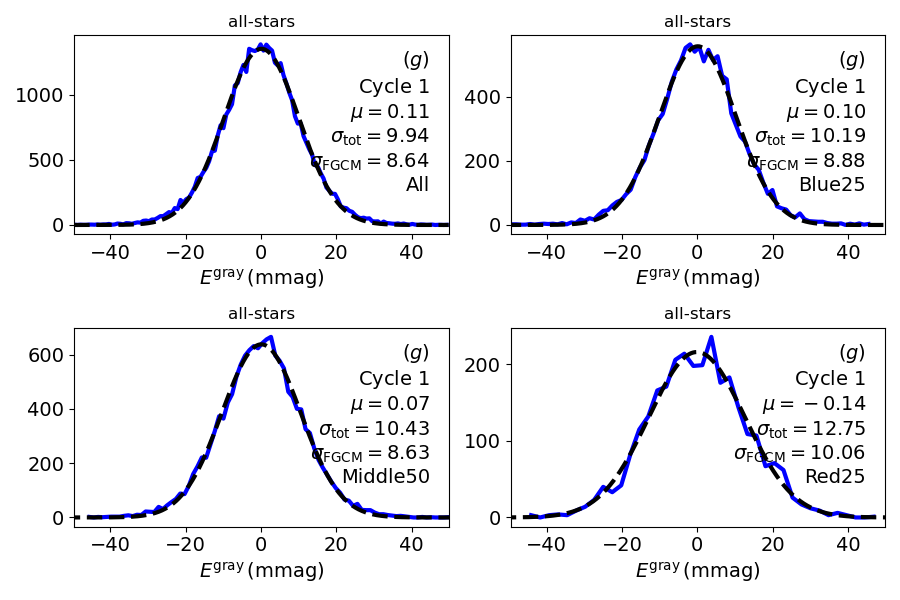 all-stars
(g)
Cycle 1
μ = 0.11
σtot = 9.94
σFGCM = 8.64
All
1000
500
0
−40 −20 0 20 40
E^gray (mmag)
all-stars
(g)
Cycle 1
μ = 0.10
σtot = 10.19
σFGCM = 8.88
Blue25
400
200
0
−40 −20 0 20 40
E^gray (mmag)
all-stars
(g)
Cycle 1
μ = 0.07
σtot = 10.43
σFGCM = 8.63
Middle50
600
400
200
0
−40 −20 0 20 40
E^gray (mmag)
all-stars
(g)
Cycle 1
μ = −0.14
σtot = 12.75
σFGCM = 10.06
Red25
200
100
0
−40 −20 0 20 40
E^gray (mmag)